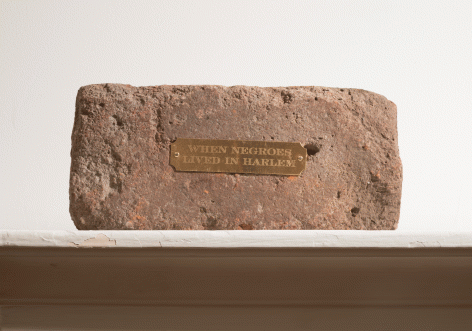 WHEN NEGROES
LIVED IN HARLEM